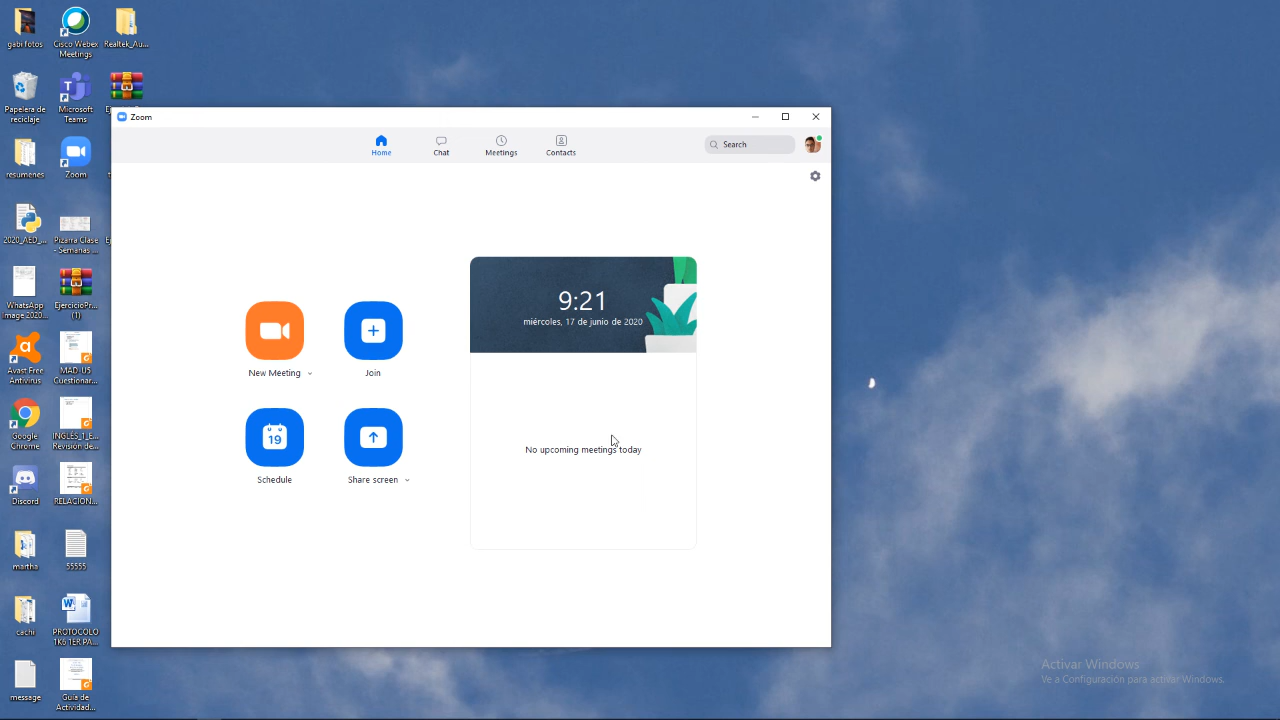 gabi fotos
Cisco Webex
Meetings
Realtek_Au...
Papelera de
reciclaje
Microsoft
Teams
resumenes
Zoom
2020_AED_...
Pizarra Clase
- Semanas ...
WhatsApp
Image 2020...
EjercicioPr...
(1)
Avast Free
Antivirus
MAD-U5
Cuestionar...
Google
Chrome
INGLÉS_1_E...
Revisión de...
Discord
RELACION...
martha
55555
cachi
PROTOCOLO
1K6 1ER PA...
message
Guía de
Actividad...
Zoom
Home
Chat
Meetings
Contacts
Search
New Meeting
Join
19
Schedule
Share screen
9:21
miércoles, 17 de junio de 2020
No upcoming meetings today
Activar Windows
Ve a Configuración para activar Windows.